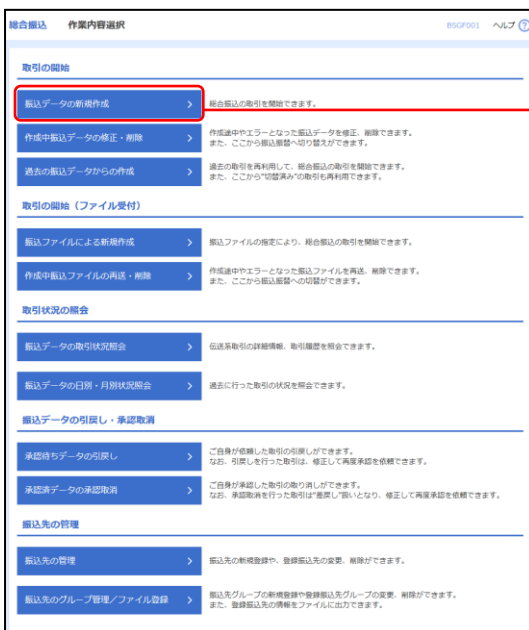 総合振込 作業内容選択 BSGF001 ヘルプ ?
取引の開始
振込データの新規作成 > 総合振込の取引を開始できます。
作成中振込データの修正・削除 > 作成途中やエラーとなった振込データを修正、削除できます。
また、ここから振込振替へ切り替えができます。
過去の振込データからの作成 > 過去の取引を再利用して、総合振込の取引を開始できます。
また、ここから"切替済み"の取引も再利用できます。
取引の開始（ファイル受付）
振込ファイルによる新規作成 > 振込ファイルの指定により、総合振込の取引を開始できます。
作成中振込ファイルの再送・削除 > 作成途中やエラーとなった振込ファイルを再送、削除できます。
また、ここから振込振替への切替ができます。
取引状況の照会
振込データの取引状況照会 > 伝送系取引の詳細情報、取引履歴を照会できます。
振込データの日別・月別状況照会 > 過去に行った取引の状況を照会できます。
振込データの引戻し・承認取消
承認待ちデータの引戻し > ご自身が依頼した取引の引戻しができます。
なお、引戻しを行った取引は、修正して再度承認を依頼できます。
承認済データの承認取消 > ご自身が承認した取引の取り消しができます。
なお、承認取消を行った取引は"差戻し"扱いとなり、修正して再度承認を依頼できます。
振込先の管理
振込先の管理 > 振込先の新規登録や、登録振込先の変更、削除ができます。
振込先のグループ管理／ファイル登録 > 振込先グループの新規登録や登録振込先グループの変更、削除ができます。
また、登録振込先の情報をファイルに出力できます。